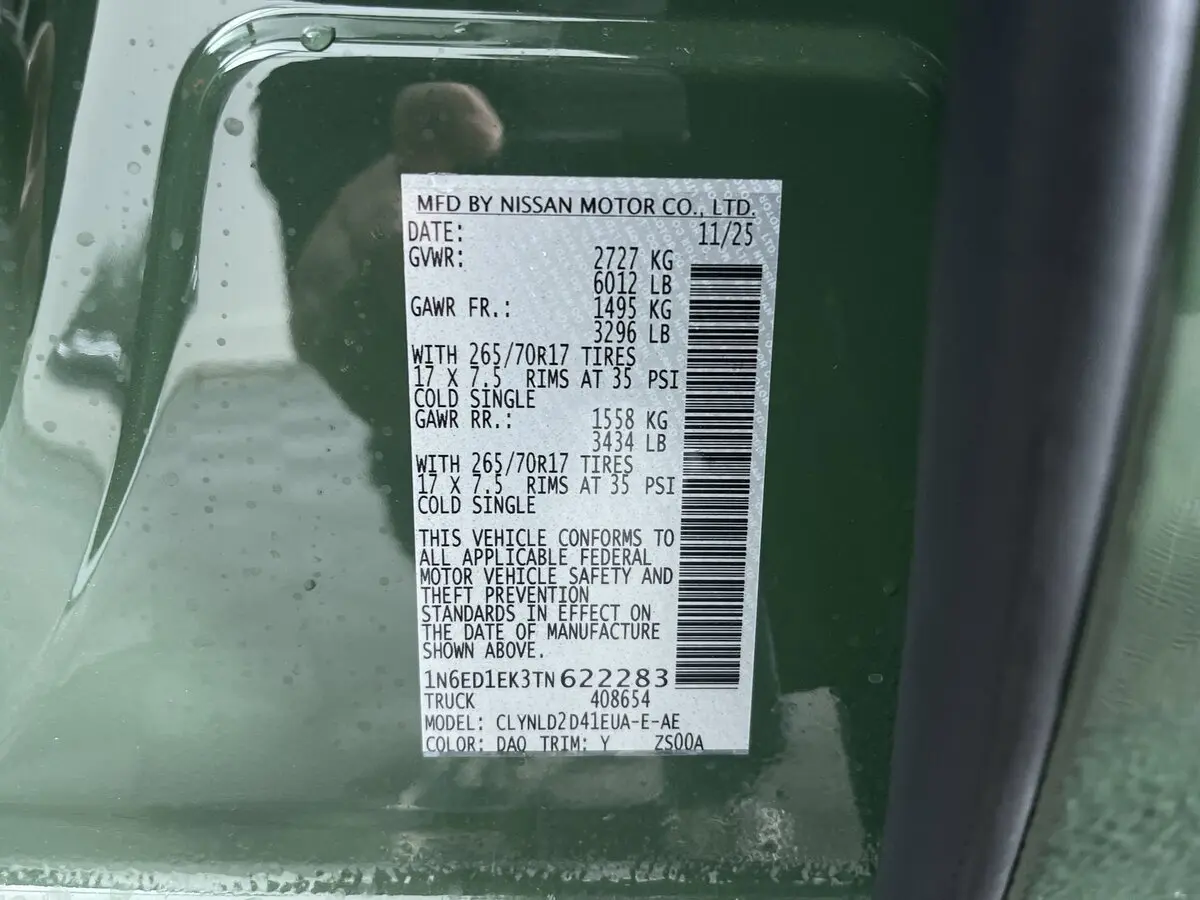 MFD BY NISSAN MOTOR CO., LTD.
DATE: 11/25
GVWR: 2727 KG
6012 LB
GAWR FR.: 1495 KG
3296 LB
WITH 265/70R17 TIRES
17 X 7.5 RIMS AT 35 PSI
COLD SINGLE
GAWR RR.: 1558 KG
3434 LB
WITH 265/70R17 TIRES
17 X 7.5 RIMS AT 35 PSI
COLD SINGLE
THIS VEHICLE CONFORMS TO
ALL APPLICABLE FEDERAL
MOTOR VEHICLE SAFETY AND
THEFT PREVENTION
STANDARDS IN EFFECT ON
THE DATE OF MANUFACTURE
SHOWN ABOVE.
1N6ED1EK3TN622283
TRUCK 408654
MODEL: CLYNLD2D41EUA-E-AE
COLOR: DAO TRIM: Y ZS00A